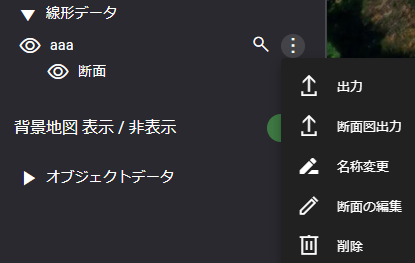 線形データ
aaa
断面
背景地図 表示 / 非表示
オブジェクトデータ
出力
断面図出力
名称変更
断面の編集
削除